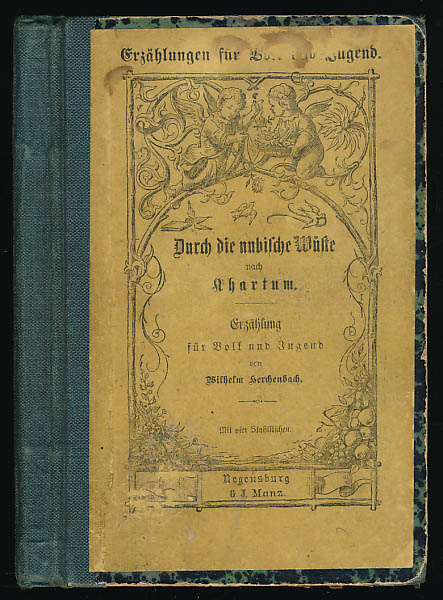 Erzählungen für Volk und Jugend.
Durch die nubische Wüste
nach
Khartum.
Erzählung
für Volk und Jugend
von
Wilhelm Herchenbach.
Mit vier Stahlstichen.
Regensburg
G J. Manz.